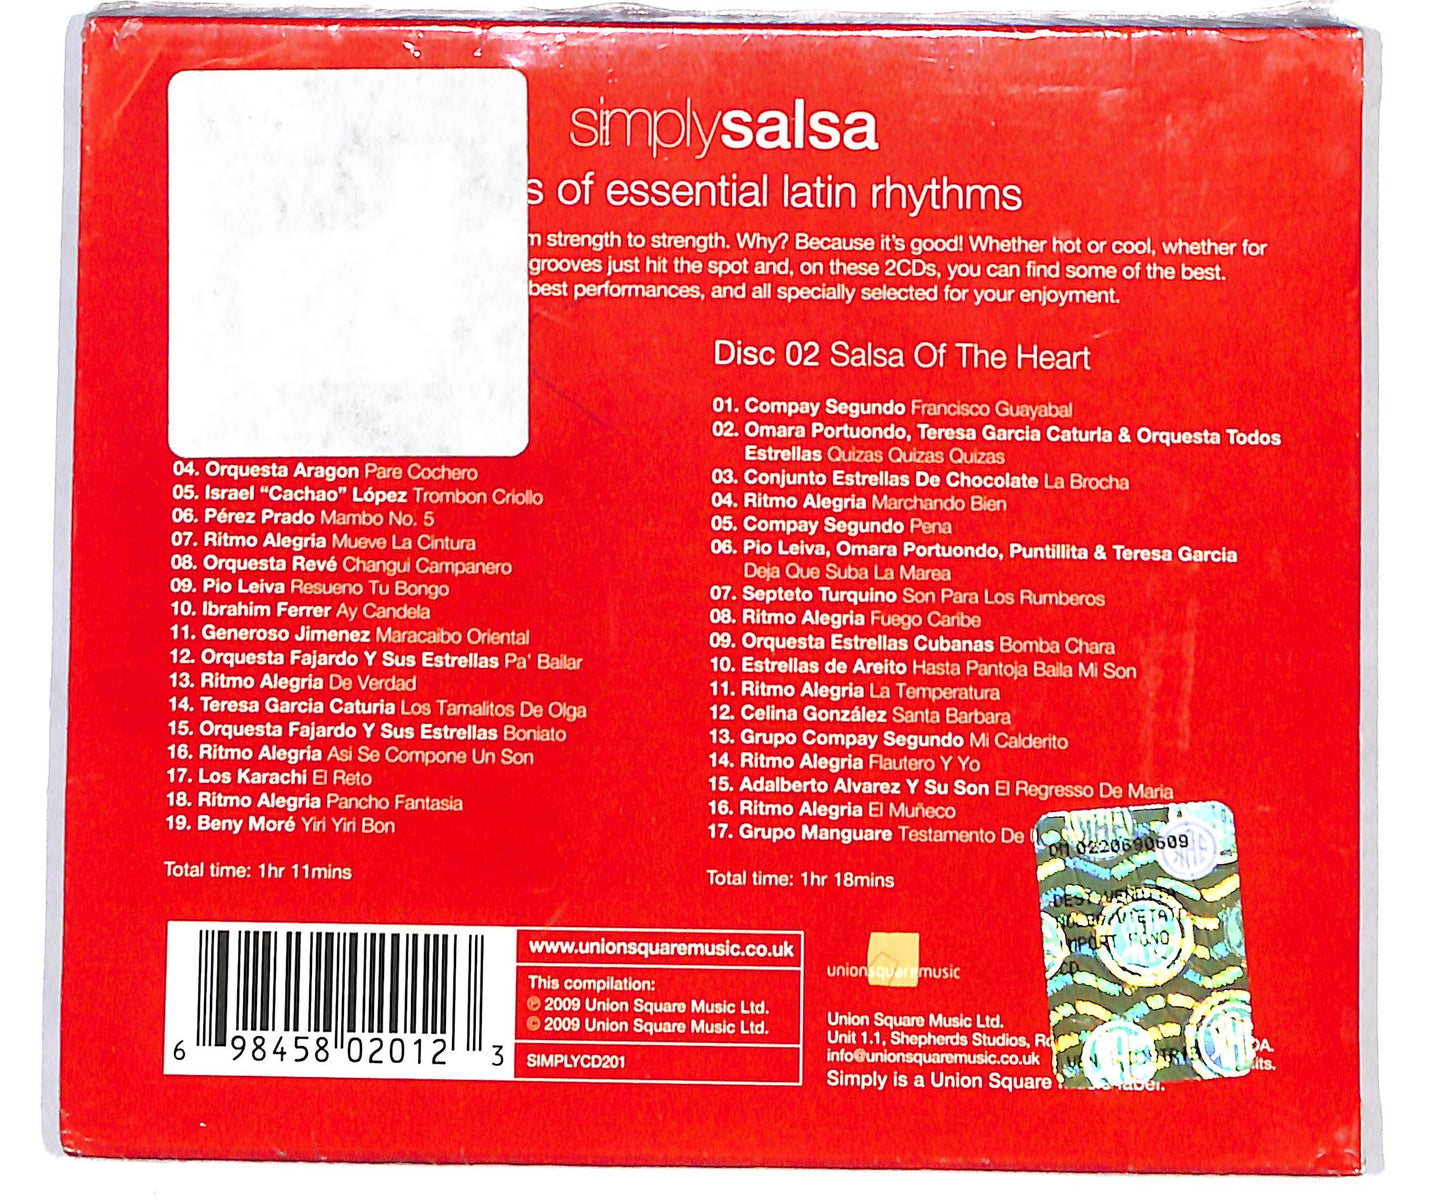 simplysalsa
of essential latin rhythms
strength to strength. Why? Because it's good! Whether hot or cool, whether for
grooves just hit the spot and, on these 2CDs, you can find some of the best.
best performances, and all specially selected for your enjoyment.
04. Orquesta Aragon Pare Cochero
05. Israel “Cachao” López Trombon Criollo
06. Pérez Prado Mambo No. 5
07. Ritmo Alegria Mueve La Cintura
08. Orquesta Revé Changui Campanero
09. Pio Leiva Resueno Tu Bongo
10. Ibrahim Ferrer Ay Candela
11. Generoso Jimenez Maracaibo Oriental
12. Orquesta Fajardo Y Sus Estrellas Pa' Bailar
13. Ritmo Alegria De Verdad
14. Teresa Garcia Caturia Los Tamalitos De Olga
15. Orquesta Fajardo Y Sus Estrellas Boniato
16. Ritmo Alegria Asi Se Compone Un Son
17. Los Karachi El Reto
18. Ritmo Alegria Pancho Fantasia
19. Beny Moré Yiri Yiri Bon
Total time: 1hr 11mins
Disc 02 Salsa Of The Heart
01. Compay Segundo Francisco Guayabal
02. Omara Portuondo, Teresa Garcia Caturla & Orquesta Todos
Estrellas Quizas Quizas Quizas
03. Conjunto Estrellas De Chocolate La Brocha
04. Ritmo Alegria Marchando Bien
05. Compay Segundo Pena
06. Pio Leiva, Omara Portuondo, Puntillita & Teresa Garcia
Deja Que Suba La Marea
07. Septeto Turquino Son Para Los Rumberos
08. Ritmo Alegria Fuego Caribe
09. Orquesta Estrellas Cubanas Bomba Chara
10. Estrellas de Areito Hasta Pantoja Baila Mi Son
11. Ritmo Alegria La Temperatura
12. Celina González Santa Barbara
13. Grupo Compay Segundo Mi Calderito
14. Ritmo Alegria Flautero Y Yo
15. Adalberto Alvarez Y Su Son El Regresso De Maria
16. Ritmo Alegria El Muñeco
17. Grupo Manguare Testamento De
Total time: 1hr 18mins
6 98458 02012 3
www.unionsquaremusic.co.uk
This compilation:
℗ 2009 Union Square Music Ltd.
© 2009 Union Square Music Ltd.
SIMPLYCD201
unionsquaremusic
Union Square Music Ltd.
Unit 1.1, Shepherds Studios,
info@unionsquaremusic.co.uk
Simply is a Union Square label.
DM 0220690609
IMPORT
CD